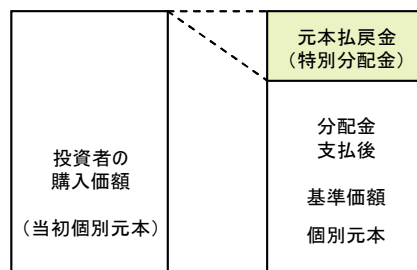 投資者の
購入価額
（当初個別元本）
元本払戻金
（特別分配金）
分配金
支払後
基準価額
個別元本